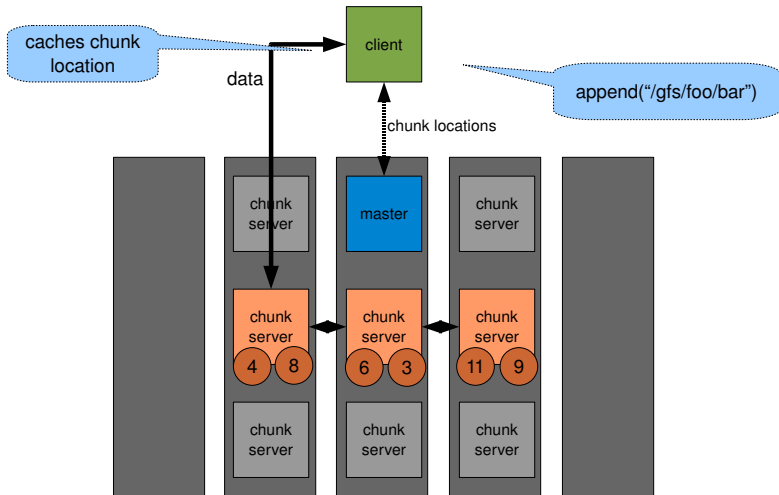 caches chunk
location
client
data
append(“/gfs/foo/bar”)
chunk locations
chunk
server
master
chunk
server
chunk
server
chunk
server
chunk
server
4
8
6
3
11
9
chunk
server
chunk
server
chunk
server